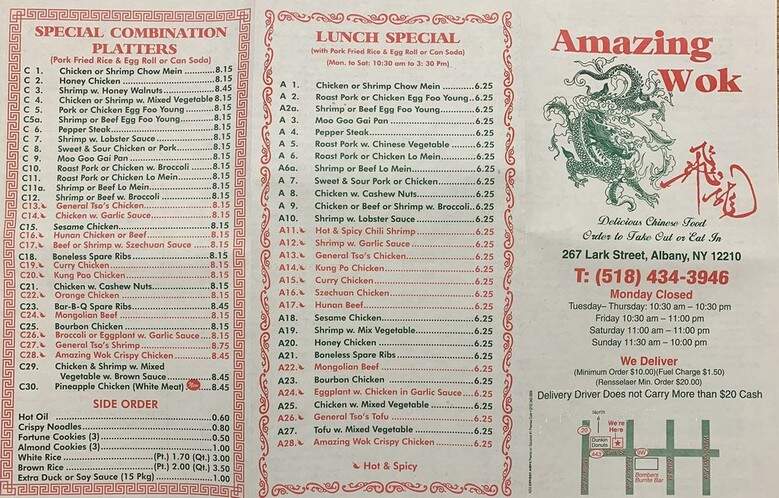 SPECIAL COMBINATION
PLATTERS
(Pork Fried Rice & Egg Roll or Can Soda)
C 1. Chicken or Shrimp Chow Mein 8.15
C 2. Honey Chicken 8.15
C 3. Shrimp w. Honey Walnuts 8.45
C 4. Chicken or Shrimp w. Mixed Vegetable 8.15
C 5. Pork or Chicken Egg Foo Young 8.15
C5a. Shrimp or Beef Egg Foo Young 8.15
C 6. Pepper Steak 8.15
C 7. Shrimp w. Lobster Sauce 8.15
C 8. Sweet & Sour Chicken or Pork 8.15
C 9. Moo Goo Gai Pan 8.15
C10. Roast Pork or Chicken w. Broccoli 8.15
C11. Roast Pork or Chicken Lo Mein 8.15
C11a. Shrimp or Beef Lo Mein 8.15
C12. Shrimp or Beef w. Broccoli 8.15
C13. General Tso's Chicken 8.15
C14. Chicken w. Garlic Sauce 8.15
C15. Sesame Chicken 8.15
C16. Hunan Chicken or Beef 8.15
C17. Beef or Shrimp w. Szechuan Sauce 8.15
C18. Boneless Spare Ribs 8.15
C19. Curry Chicken 8.15
C20. Kung Pao Chicken 8.15
C21. Chicken w. Cashew Nuts 8.15
C22. Orange Chicken 8.15
C23. Bar-B-Q Spare Ribs 8.45
C24. Mongolian Beef 8.15
C25. Bourbon Chicken 8.15
C26. Broccoli or Eggplant w. Garlic Sauce 8.15
C27. General Tso's Shrimp 8.75
C28. Amazing Wok Crispy Chicken 8.45
C29. Chicken & Shrimp w. Mixed
Vegetable w. Brown Sauce 8.45
C30. Pineapple Chicken (White Meat) 8.45
SIDE ORDER
Hot Oil 0.60
Crispy Noodles 0.80
Fortune Cookies (3) 0.50
Almond Cookies (3) 1.00
White Rice (Pt.) 1.70 (Qt.) 3.00
Brown Rice (Pt.) 2.00 (Qt.) 3.50
Extra Duck or Soy Sauce (15 Pkg) 1.00
LUNCH SPECIAL
(with Pork Fried Rice & Egg Roll or Can Soda)
(Mon. to Sat: 10:30 am to 3:30 Pm)
A 1. Chicken or Shrimp Chow Mein 6.25
A 2. Roast Pork or Chicken Egg Foo Young 6.25
A2a. Shrimp or Beef Egg Foo Young 6.25
A 3. Moo Goo Gai Pan 6.25
A 4. Pepper Steak 6.25
A 5. Roast Pork w. Chinese Vegetable 6.25
A 6. Roast Pork or Chicken Lo Mein 6.25
A6a. Shrimp or Beef Lo Mein 6.25
A 7. Sweet & Sour Pork or Chicken 6.25
A 8. Chicken w. Cashew Nuts 6.25
A 9. Chicken or Beef or Shrimp w. Broccoli 6.25
A10. Shrimp w. Lobster Sauce 6.25
A11. Hot & Spicy Chili Shrimp 6.25
A12. Shrimp w. Garlic Sauce 6.25
A13. General Tso's Chicken 6.25
A14. Kung Po Chicken 6.25
A15. Curry Chicken 6.25
A16. Szechuan Chicken 6.25
A17. Hunan Beef 6.25
A18. Sesame Chicken 6.25
A19. Shrimp w. Mix Vegetable 6.25
A20. Honey Chicken 6.25
A21. Boneless Spare Ribs 6.25
A22. Mongolian Beef 6.25
A23. Bourbon Chicken 6.25
A24. Eggplant w. Chicken in Garlic Sauce 6.25
A25. Chicken w. Mixed Vegetable 6.25
A26. General Tso's Tofu 6.25
A27. Tofu w. Mixed Vegetable 6.25
A28. Amazing Wok Crispy Chicken 6.25
Hot & Spicy
Amazing
Wok
飛龍
Delicious Chinese Food
Order to Take Out or Eat In
267 Lark Street, Albany, NY 12210
T: (518) 434-3946
Monday Closed
Tuesday– Thursday: 10:30 am – 10:30 pm
Friday 10:30 am – 11:00 pm
Saturday 11:00 am – 11:00 pm
Sunday 11:30 am – 10:00 pm
We Deliver
(Minimum Order $10.00)(Fuel Charge $1.50)
(Rensselaer Min. Order $20.00)
Delivery Driver Does not Carry More than $20 Cash
North
20
We're
Here
Dunkin
Donuts
443
Bombers
Burrito Bar